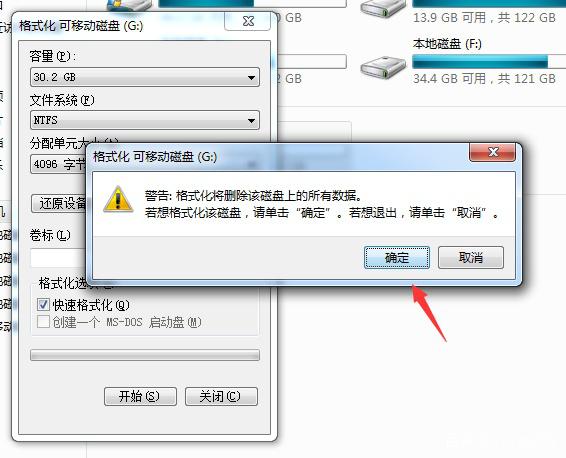 格式化 可移动磁盘 (G:)
容量(P):
30.2 GB
文件系统(F)
NTFS
分配单元大小(A)
4096 字节
还原设备
卷标(L)
格式化选
快速格式化(Q)
创建一个 MS-DOS 启动盘(M)
开始(S)
关闭(C)
13.9 GB 可用，共 122 GB
本地磁盘 (F:)
34.4 GB 可用，共 121 GB
格式化 可移动磁盘 (G:)
警告: 格式化将删除该磁盘上的所有数据。
若想格式化该磁盘，请单击“确定”。若想退出，请单击“取消”。
确定
取消